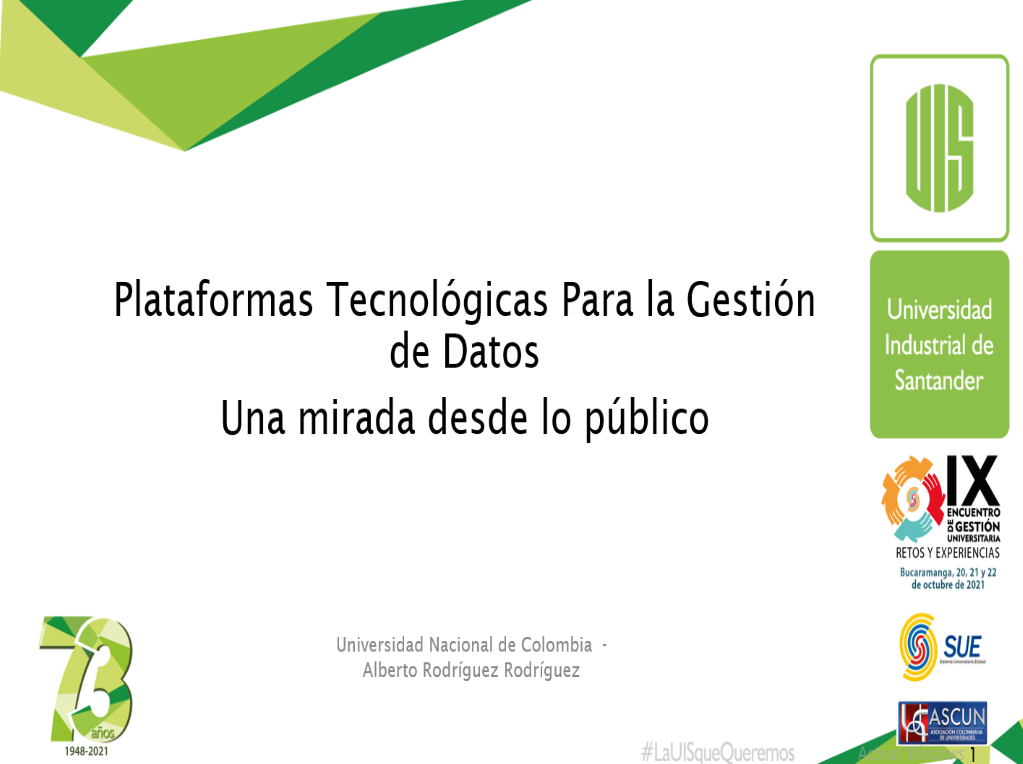 UIS
Plataformas Tecnológicas Para la Gestión
de Datos
Una mirada desde lo público
Universidad
Industrial de
Santander
IX
ENCUENTRO
DE GESTIÓN
UNIVERSITARIA
RETOS Y EXPERIENCIAS
Bucaramanga, 20, 21 y 22
de octubre de 2021
Universidad Nacional de Colombia -
Alberto Rodríguez Rodríguez
73
años
1948-2021
SUE
Sistema Universitario Estatal
ASCUN
ASOCIACIÓN COLOMBIANA
DE UNIVERSIDADES
#LaUISqueQueremos
1